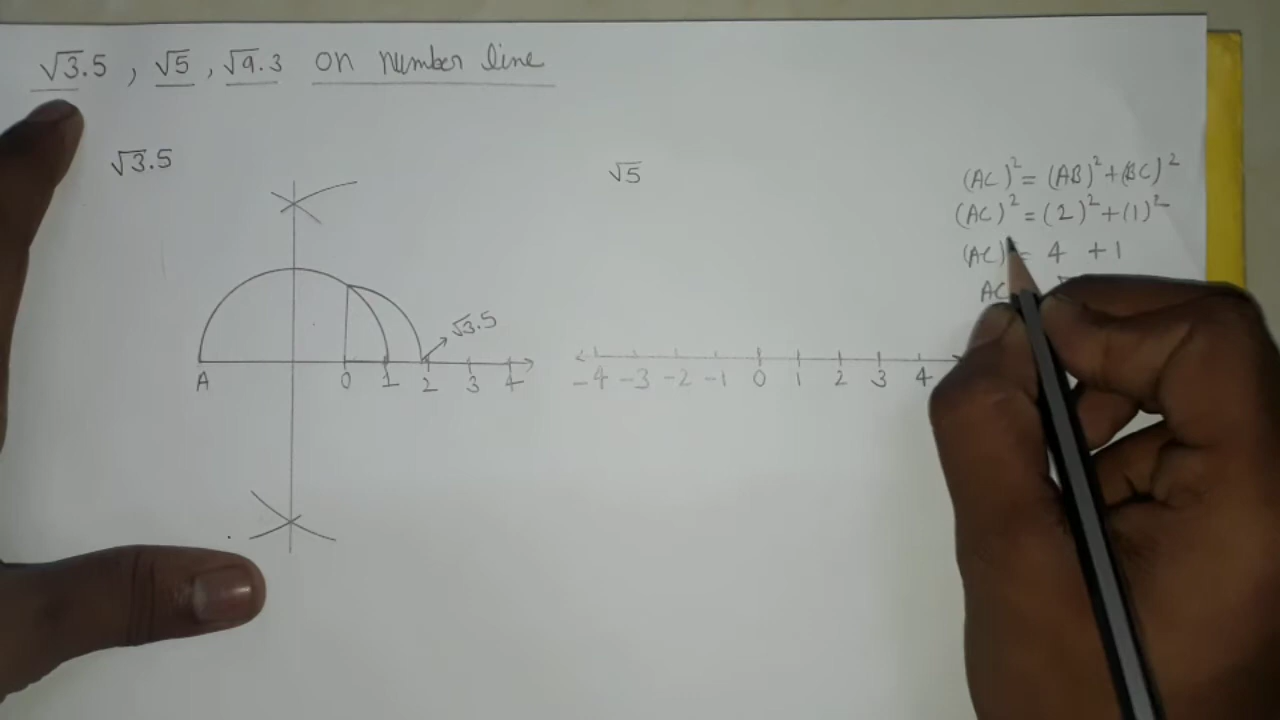 √3.5 , √5 , √9.3 on number line
√3.5
√3.5
A 0 1 2 3 4
√5
-4 -3 -2 -1 0 1 2 3 4
(AC)² = (AB)² + (BC)²
(AC)² = (2)² + (1)²
(AC) = 4 + 1
AC